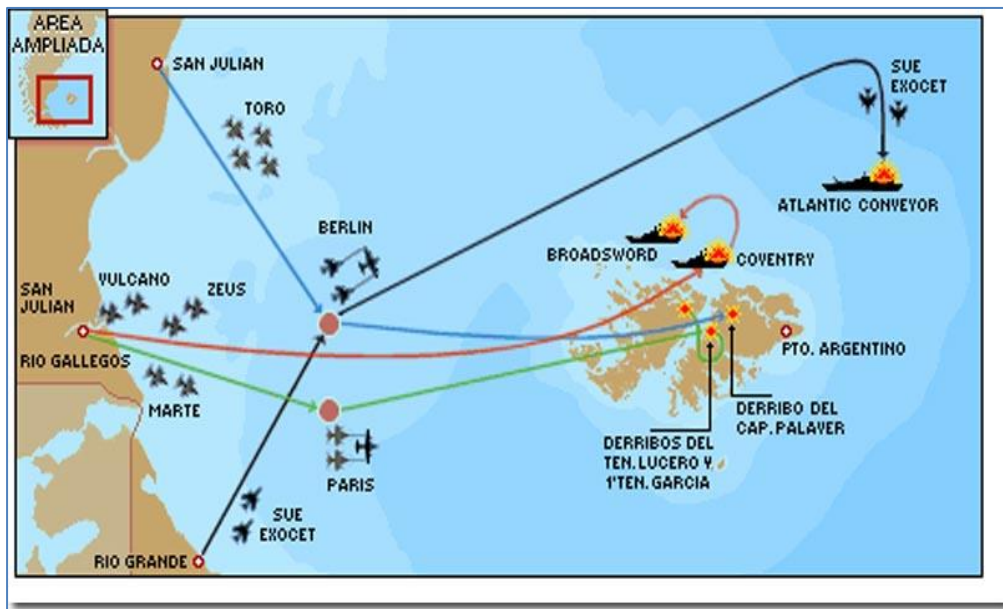 AREA
AMPLIADA
SAN JULIAN
TORO
SUE
EXOCET
ATLANTIC CONVEYOR
BERLIN
BROADSWORD
COVENTRY
VULCANO
ZEUS
SAN
JULIAN
RIO GALLEGOS
PTO. ARGENTINO
MARTE
DERRIBO DEL
CAP. PALAVER
DERRIBOS DEL
TEN. LUCERO Y
1°TEN. GARCIA
PARIS
SUE
EXOCET
RIO GRANDE